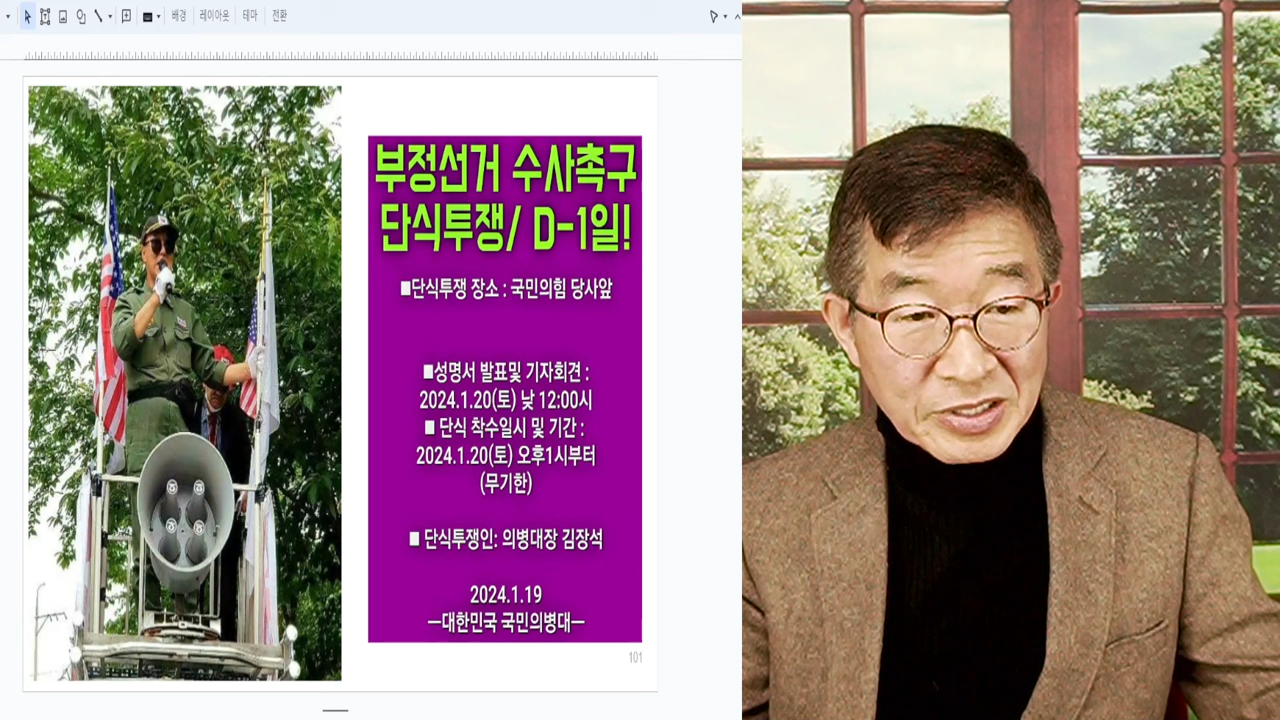 배경
레이아웃
테마
전환
부정선거 수사촉구
단식투쟁/ D-1일!
■단식투쟁 장소 : 국민의힘 당사앞
■성명서 발표및 기자회견 :
2024.1.20(토) 낮 12:00시
■ 단식 착수일시 및 기간 :
2024.1.20(토) 오후1시부터
(무기한)
■ 단식투쟁인: 의병대장 김장석
2024.1.19
ㅡ대한민국 국민의병대ㅡ
101